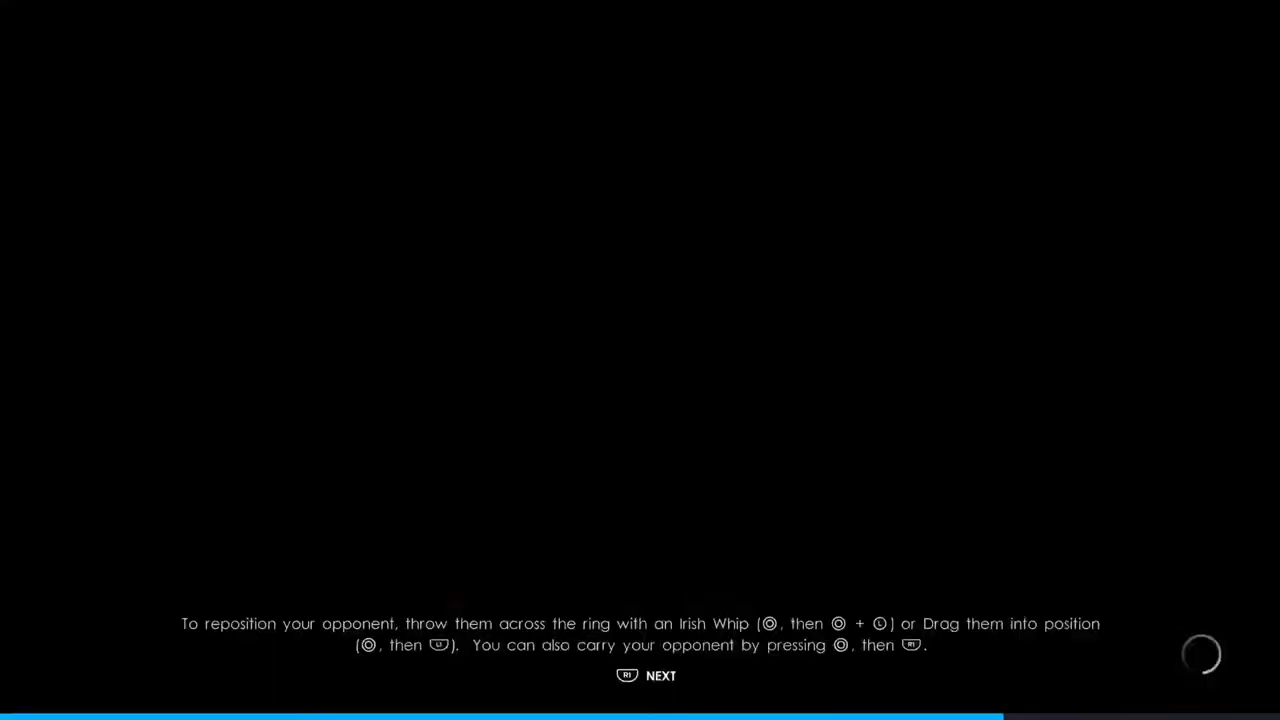 To reposition your opponent, throw them across the ring with an Irish Whip (◎, then ◎ + Ⓛ) or Drag them into position
(◎, then L1). You can also carry your opponent by pressing ◎, then R1.
R1 NEXT